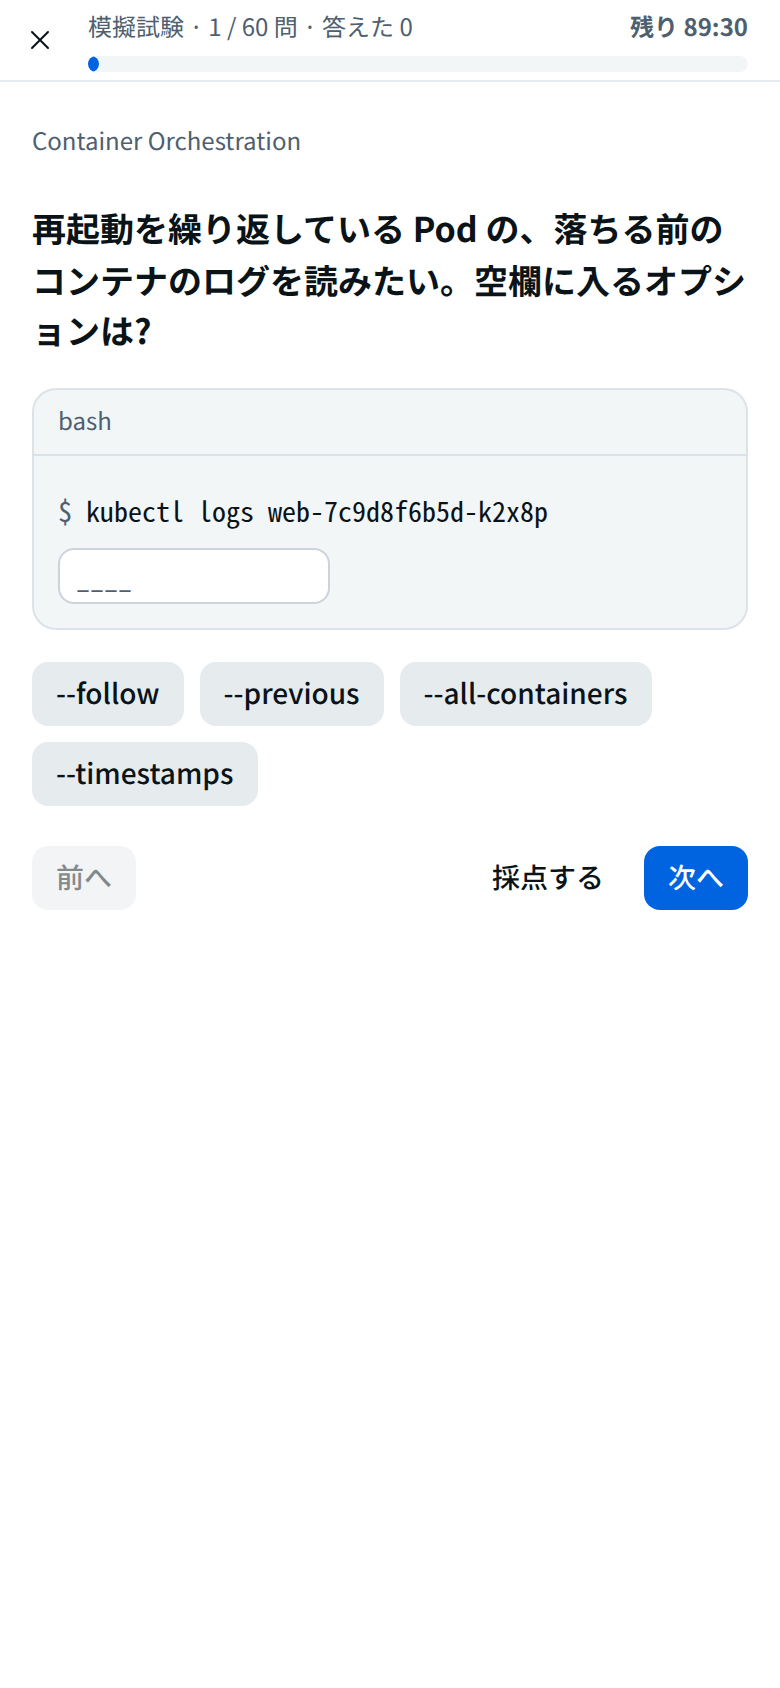 模擬試験 · 1 / 60 問 · 答えた 0
残り 89:30
Container Orchestration
再起動を繰り返している Pod の、落ちる前の
コンテナのログを読みたい。空欄に入るオプシ
ョンは?
bash
$ kubectl logs web-7c9d8f6b5d-k2x8p
____
--follow
--previous
--all-containers
--timestamps
前へ
採点する
次へ